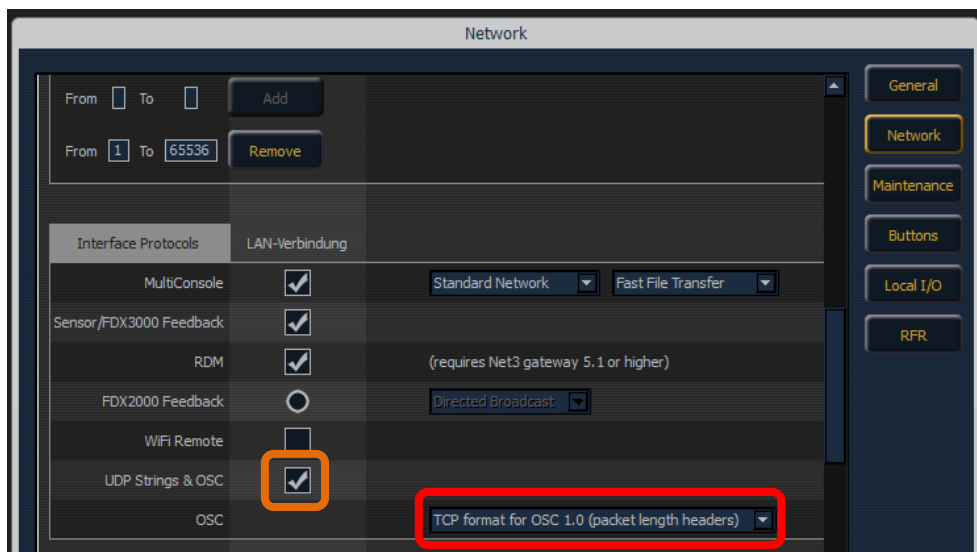 Network
From To Add
From 1 To 65536 Remove
Interface Protocols LAN-Verbindung
MultiConsole Standard Network Fast File Transfer
Sensor/FDX3000 Feedback
RDM (requires Net3 gateway 5.1 or higher)
FDX2000 Feedback Directed Broadcast
WiFi Remote
UDP Strings & OSC
OSC TCP format for OSC 1.0 (packet length headers)
General
Network
Maintenance
Buttons
Local I/O
RFR